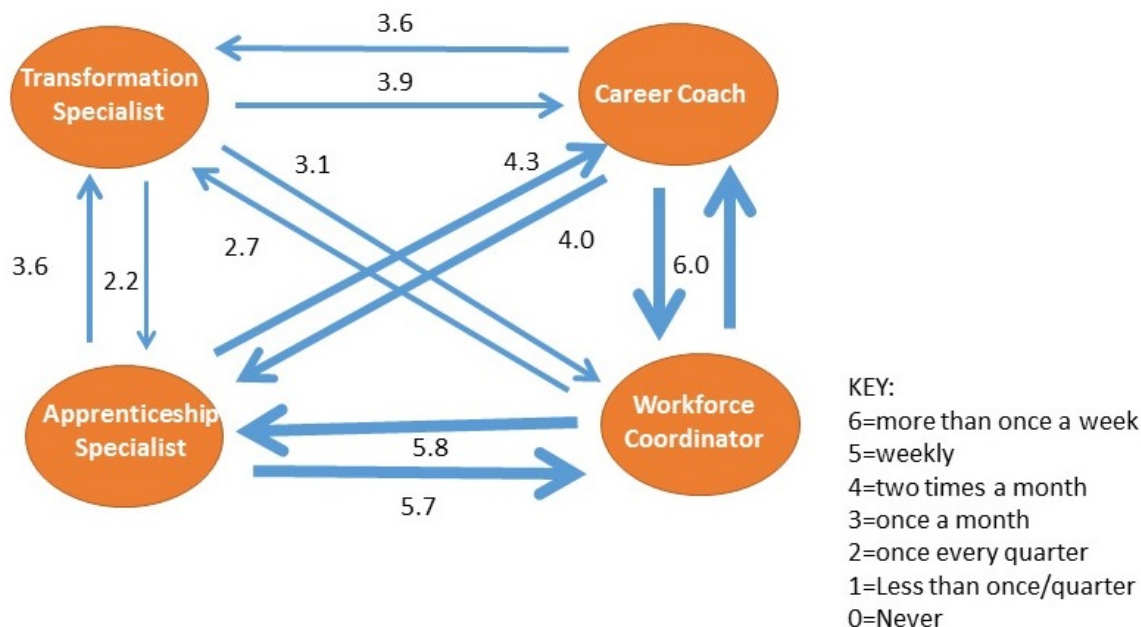 3.6
Transformation
Specialist
3.9
Career Coach
3.1
4.3
2.7
4.0
3.6
2.2
6.0
Apprenticeship
Specialist
Workforce
Coordinator
5.8
5.7
KEY:
6=more than once a week
5=weekly
4=two times a month
3=once a month
2=once every quarter
1=Less than once/quarter
0=Never